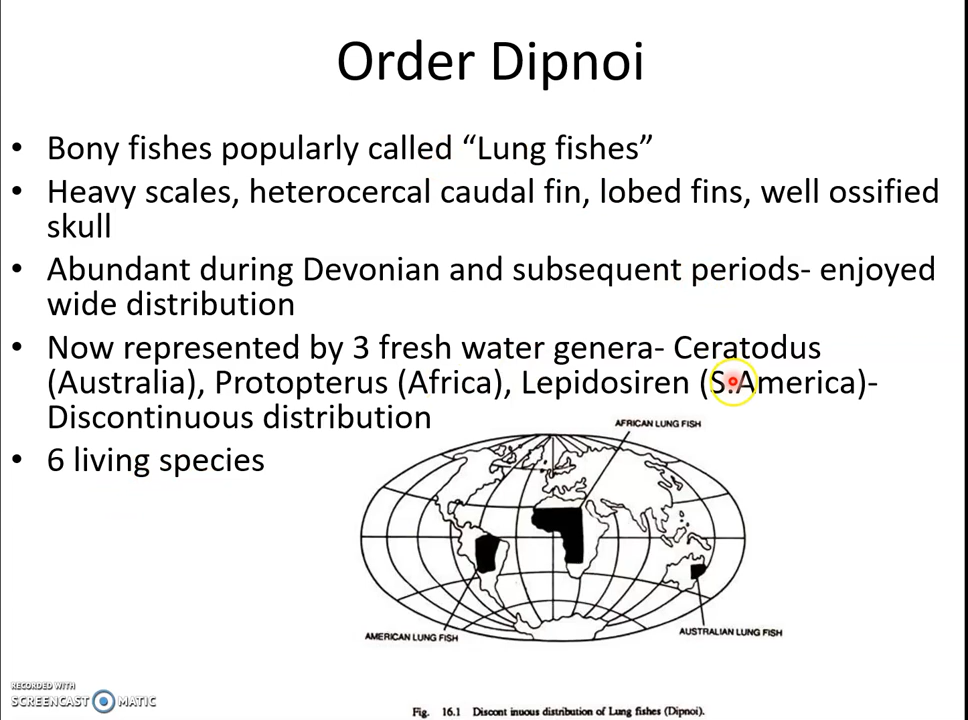 Order Dipnoi
• Bony fishes popularly called “Lung fishes”
• Heavy scales, heterocercal caudal fin, lobed fins, well ossified
skull
• Abundant during Devonian and subsequent periods- enjoyed
wide distribution
• Now represented by 3 fresh water genera- Ceratodus
(Australia), Protopterus (Africa), Lepidosiren (S.America)-
Discontinuous distribution
• 6 living species
AFRICAN LUNG FISH
AMERICAN LUNG FISH
AUSTRALIAN LUNG FISH
RECORDED WITH
SCREENCAST MATIC
Fig. 16.1 Discont inuous distribution of Lung fishes (Dipnoi).